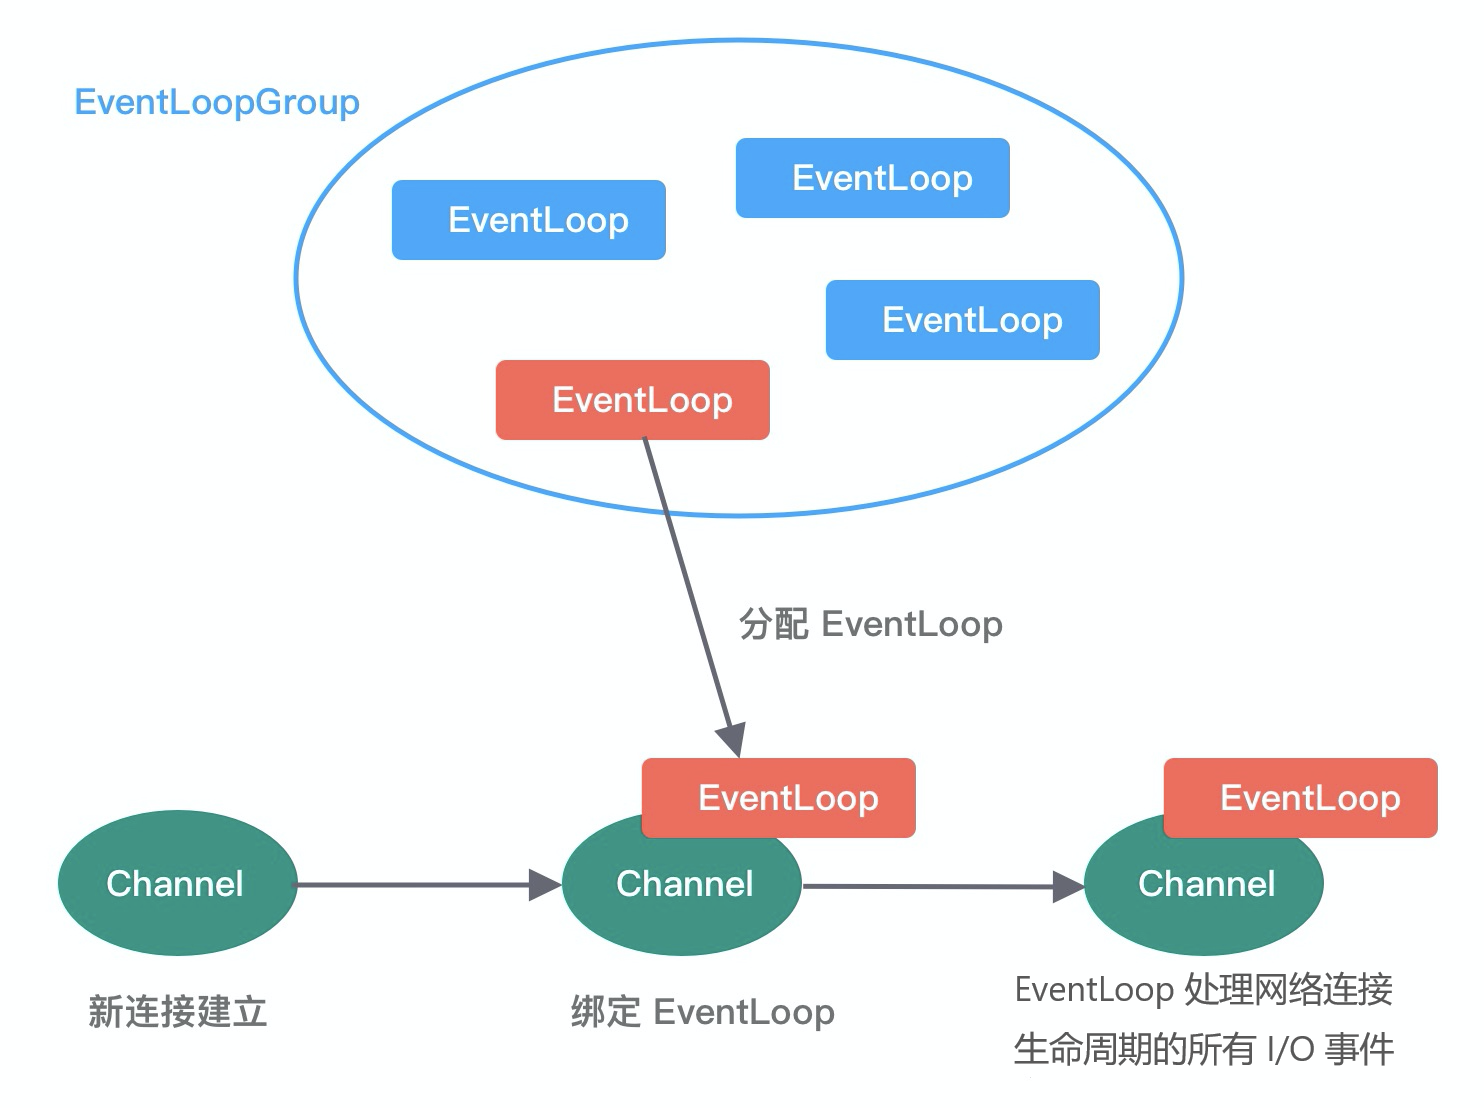 EventLoopGroup
EventLoop
EventLoop
EventLoop
EventLoop
分配 EventLoop
EventLoop
EventLoop
Channel
Channel
Channel
新连接建立
绑定 EventLoop
EventLoop 处理网络连接
生命周期的所有 I/O 事件